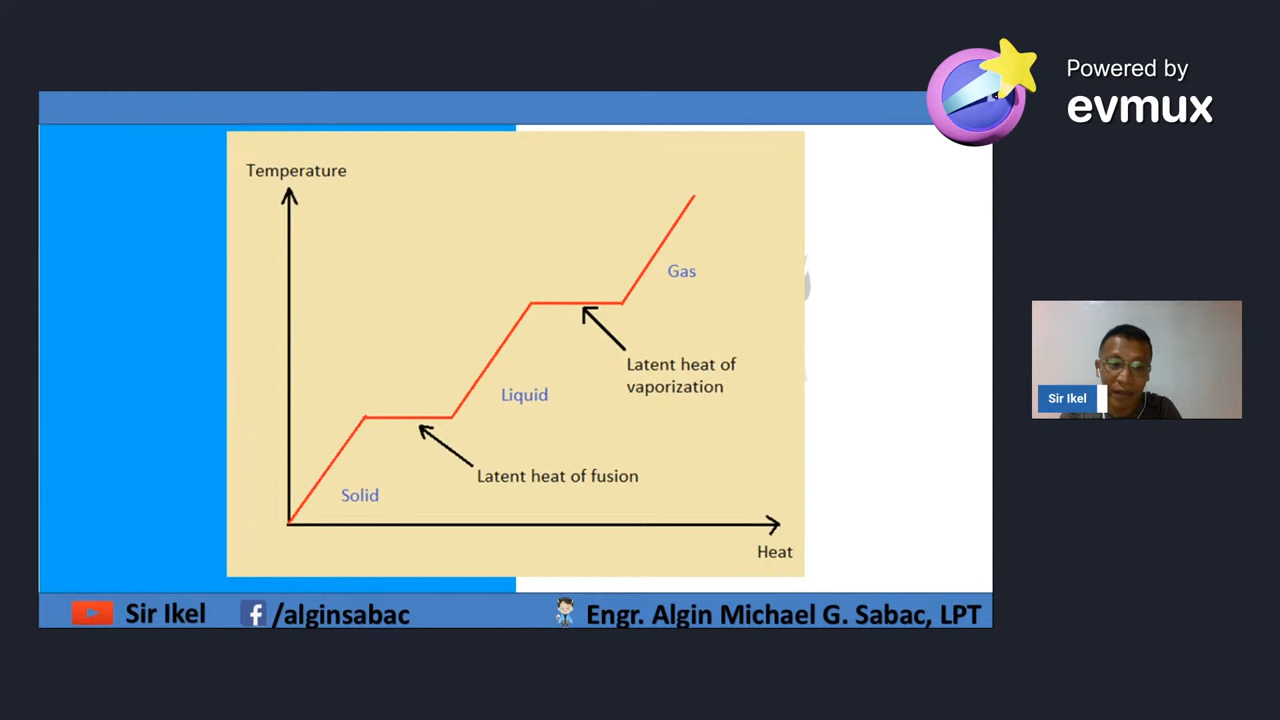 Powered by
evmux
Temperature
Gas
Latent heat of
vaporization
Liquid
Latent heat of fusion
Solid
Heat
Sir Ikel
Sir Ikel
/alginsabac
Engr. Algin Michael G. Sabac, LPT